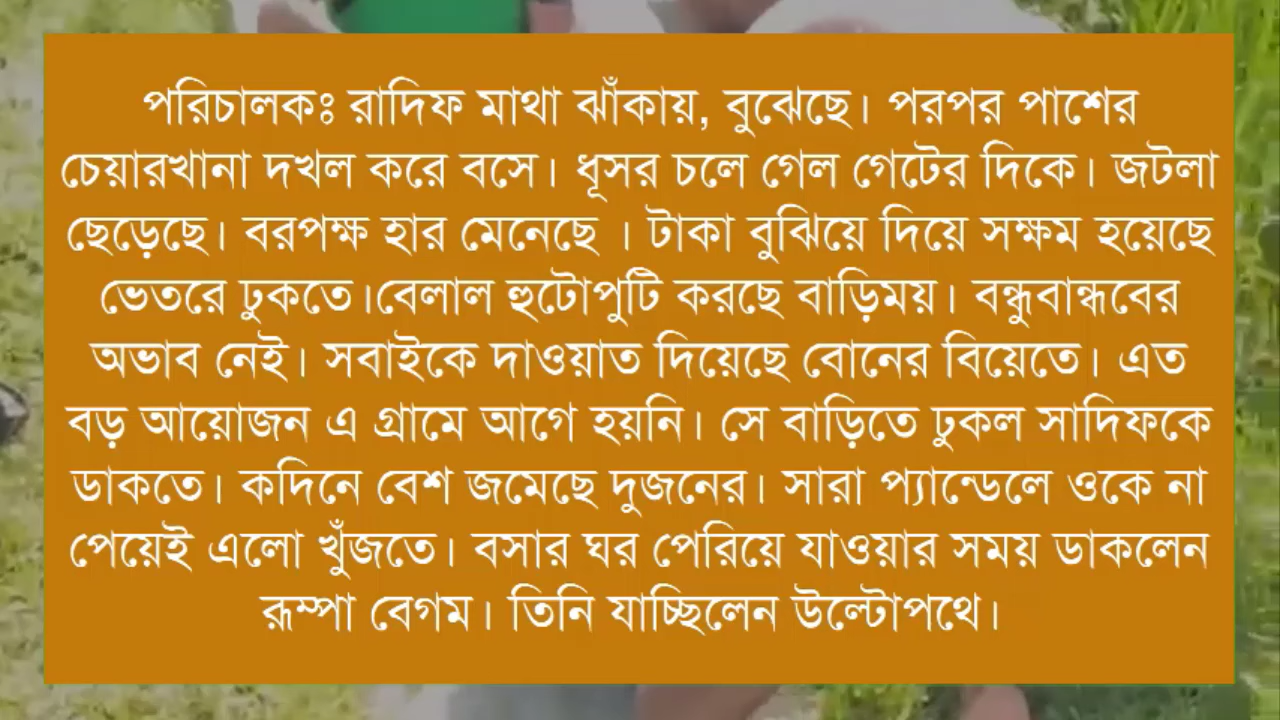 পরিচালকঃ রাদিফ মাথা ঝাঁকায়, বুঝেছে। পরপর পাশের
চেয়ারখানা দখল করে বসে। ধূসর চলে গেল গেটের দিকে। জটলা
ছেড়েছে। বরপক্ষ হার মেনেছে । টাকা বুঝিয়ে দিয়ে সক্ষম হয়েছে
ভেতরে ঢুকতে।বেলাল হুটোপুটি করছে বাড়িময়। বন্ধুবান্ধবের
অভাব নেই। সবাইকে দাওয়াত দিয়েছে বোনের বিয়েতে। এত
বড় আয়োজন এ গ্রামে আগে হয়নি। সে বাড়িতে ঢুকল সাদিফকে
ডাকতে। কদিনে বেশ জমেছে দুজনের। সারা প্যান্ডেলে ওকে না
পেয়েই এলো খুঁজতে। বসার ঘর পেরিয়ে যাওয়ার সময় ডাকলেন
রূম্পা বেগম। তিনি যাচ্ছিলেন উল্টোপথে।